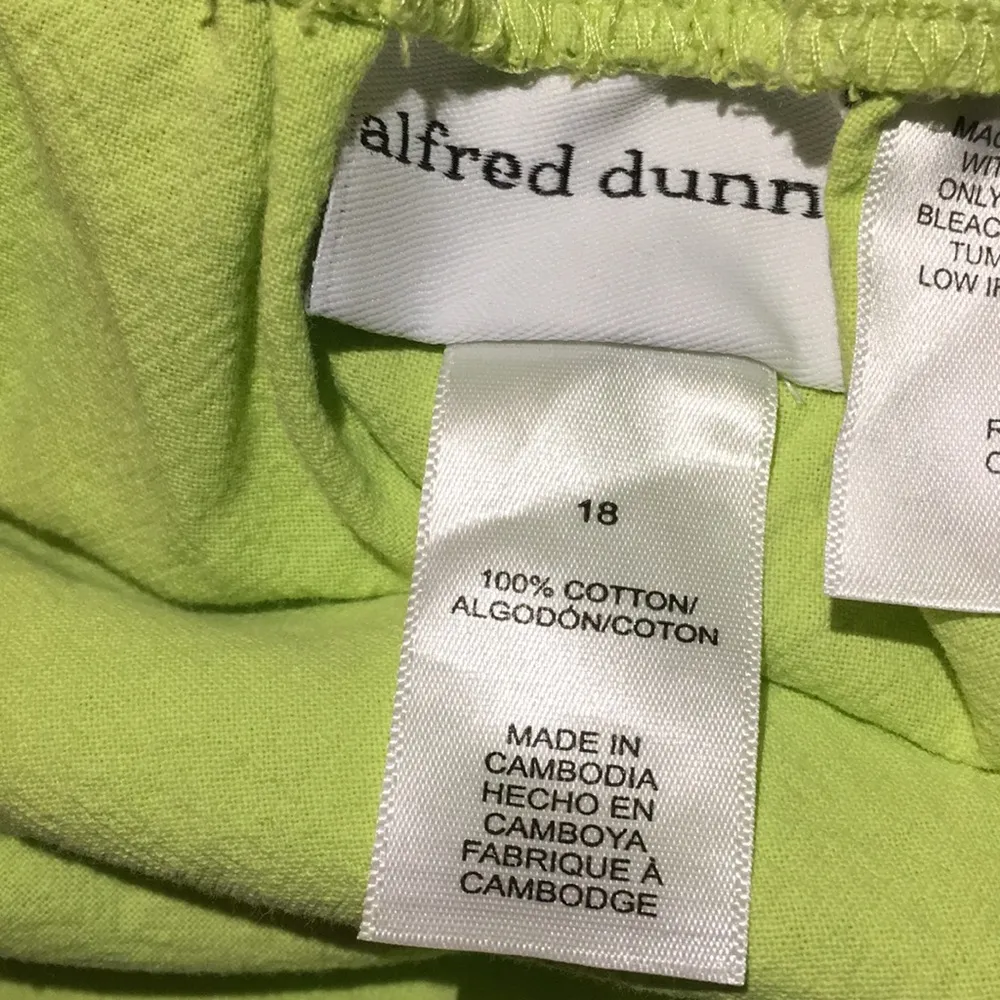 alfred dunn
18
100% COTTON/
ALGODÓN/COTON
MADE IN
CAMBODIA
HECHO EN
CAMBOYA
FABRIQUE À
CAMBODGE
ONLY
BLEAC
TUM
LOW